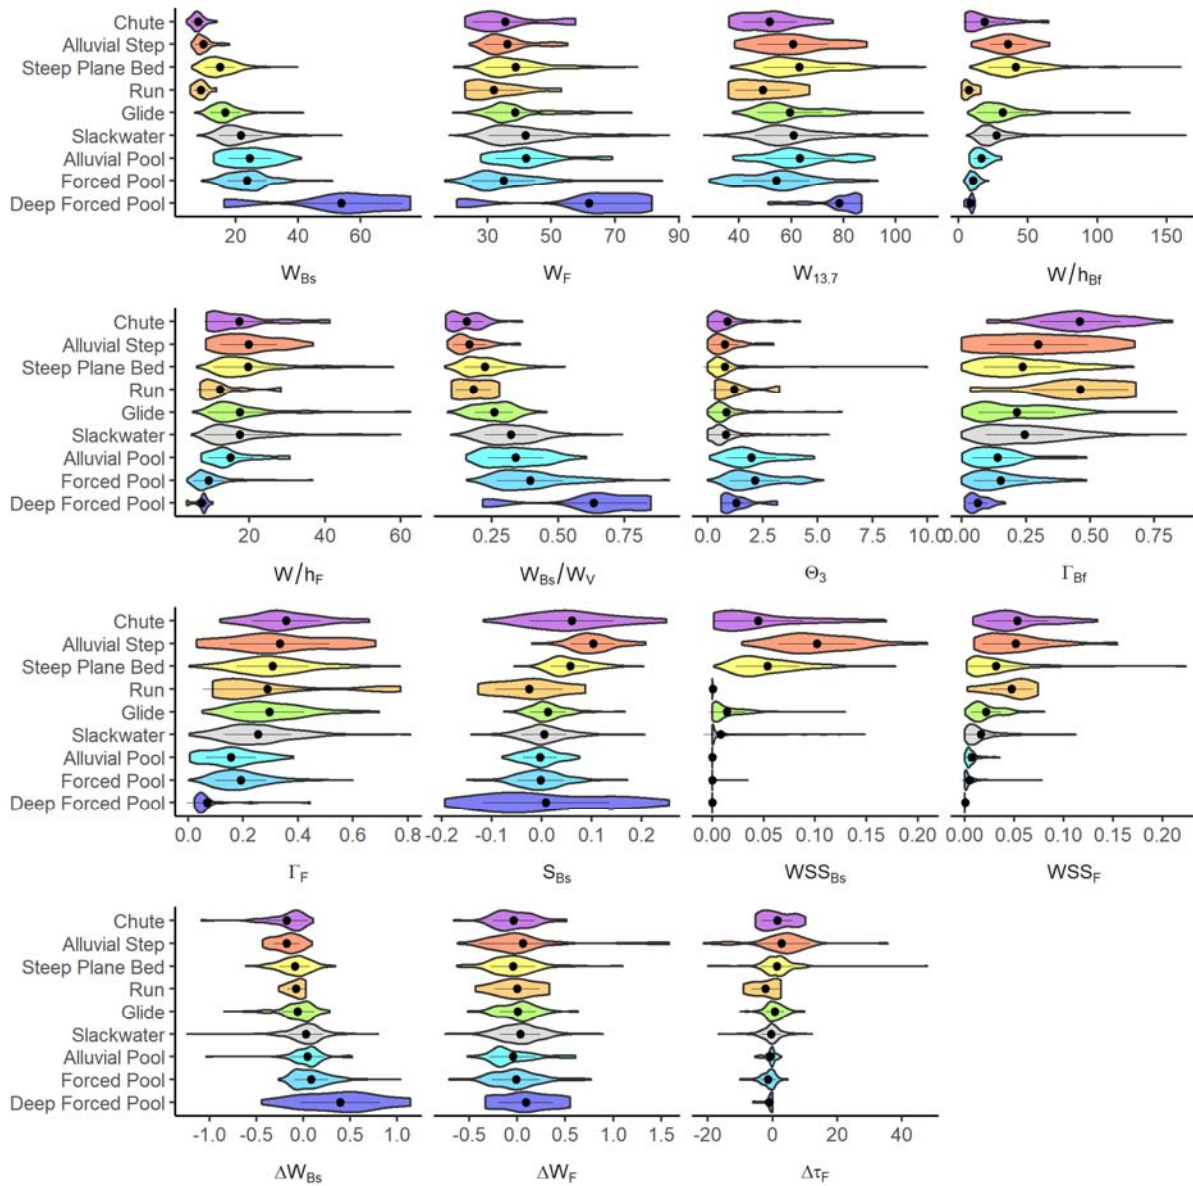 Chute
Alluvial Step
Steep Plane Bed
Run
Glide
Slackwater
Alluvial Pool
Forced Pool
Deep Forced Pool
20 40 60 30 50 70 90 40 60 80 100 0 50 100 150
W_Bs W_F W_13.7 W/h_Bf
Chute
Alluvial Step
Steep Plane Bed
Run
Glide
Slackwater
Alluvial Pool
Forced Pool
Deep Forced Pool
20 40 60 0.25 0.50 0.75 0.0 2.5 5.0 7.5 10.0 0.00 0.25 0.50 0.75
W/h_F W_Bs/W_V Θ_3 Γ_Bf
Chute
Alluvial Step
Steep Plane Bed
Run
Glide
Slackwater
Alluvial Pool
Forced Pool
Deep Forced Pool
0.0 0.2 0.4 0.6 0.8 -0.2 -0.1 0.0 0.1 0.2 0.00 0.05 0.10 0.15 0.20 0.00 0.05 0.10 0.15 0.20
Γ_F S_Bs WSS_Bs WSS_F
Chute
Alluvial Step
Steep Plane Bed
Run
Glide
Slackwater
Alluvial Pool
Forced Pool
Deep Forced Pool
-1.0 -0.5 0.0 0.5 1.0 -0.5 0.0 0.5 1.0 1.5 -20 0 20 40
ΔW_Bs ΔW_F Δτ_F